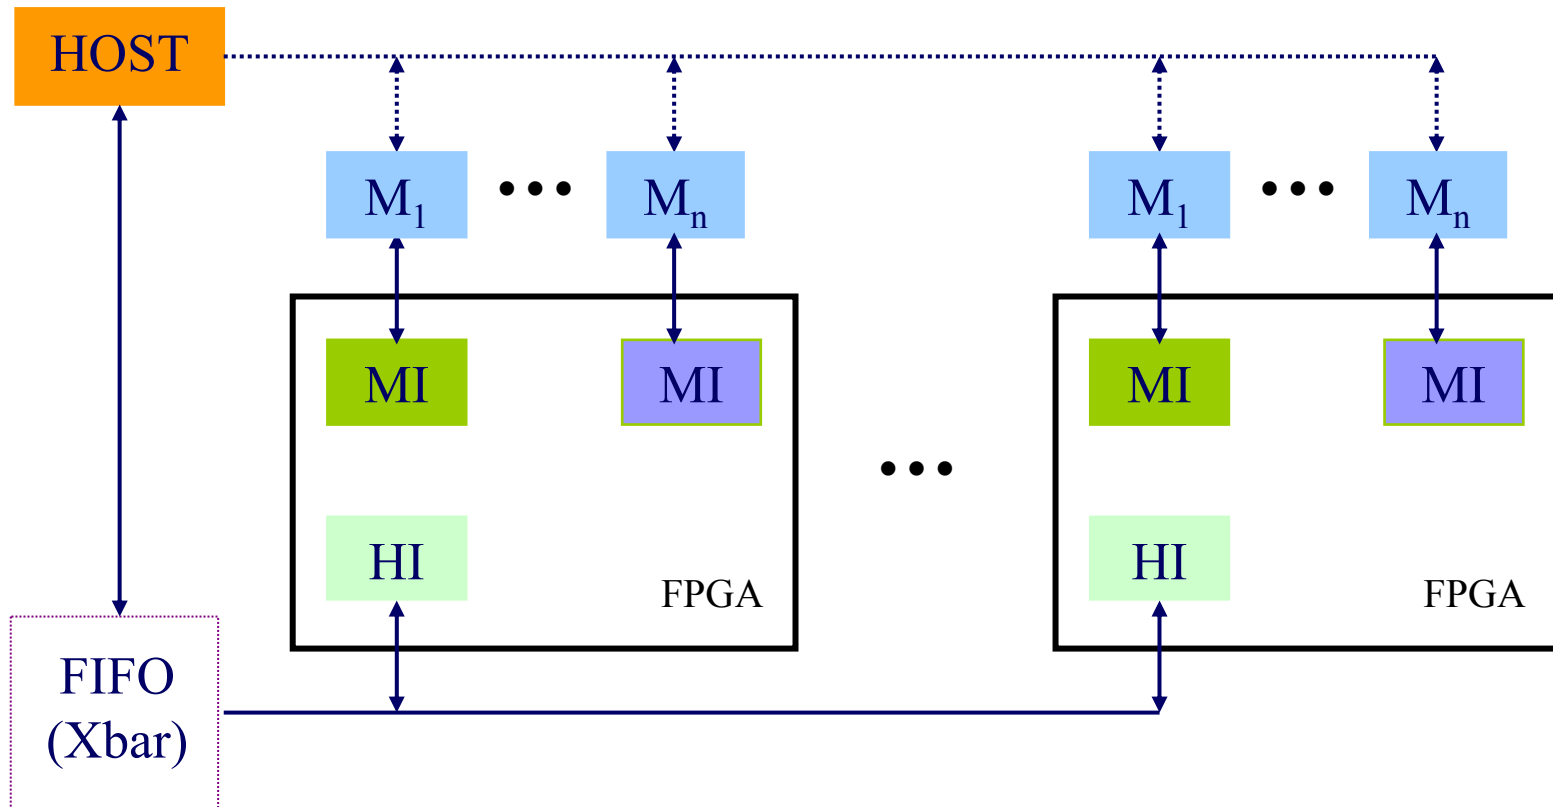 HOST
M1 ••• Mn M1 ••• Mn
MI MI MI MI
•••
HI HI
FPGA FPGA
FIFO
(Xbar)